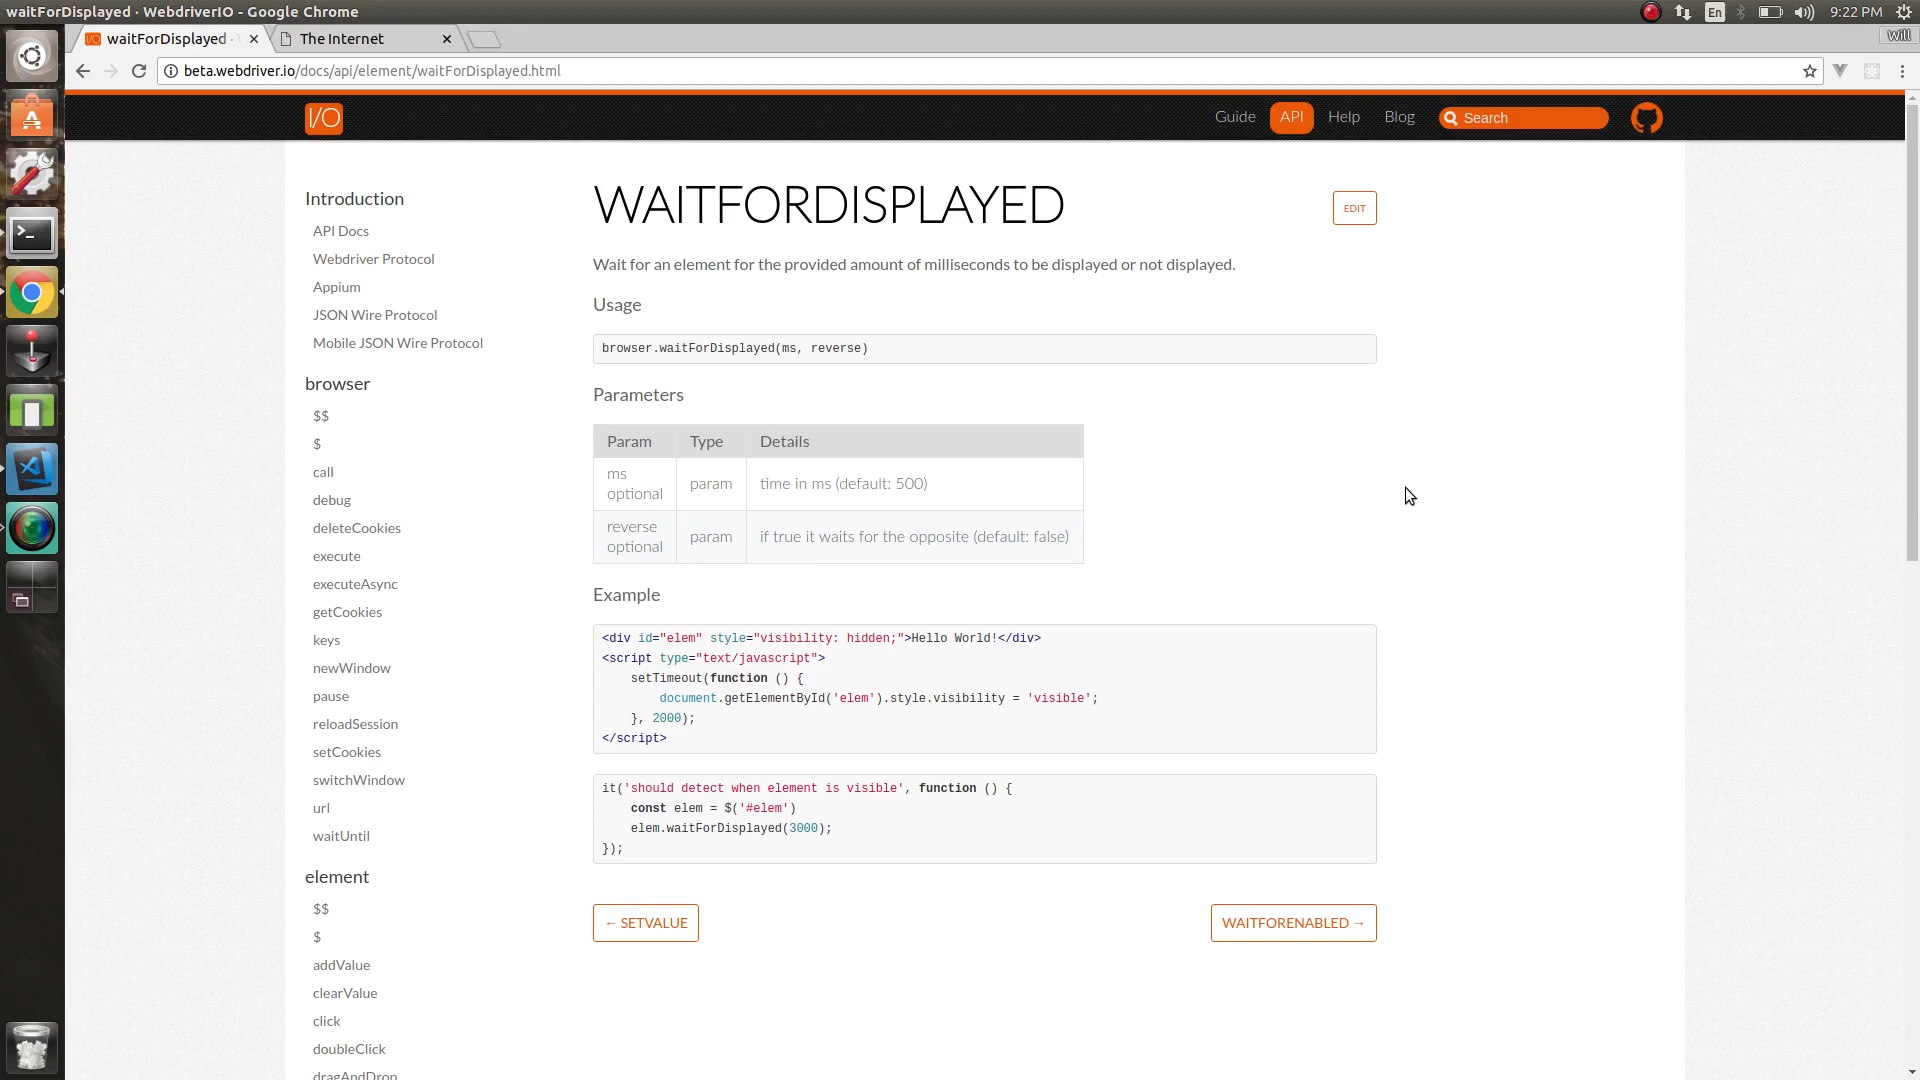 waitForDisplayed · WebdriverIO - Google Chrome
En
9:22 PM
waitForDisplayed ·
The Internet
Will
beta.webdriver.io/docs/api/element/waitForDisplayed.html
I/O
Guide
API
Help
Blog
Search
Introduction
API Docs
Webdriver Protocol
Appium
JSON Wire Protocol
Mobile JSON Wire Protocol
browser
$$
$
call
debug
deleteCookies
execute
executeAsync
getCookies
keys
newWindow
pause
reloadSession
setCookies
switchWindow
url
waitUntil
element
$$
$
addValue
clearValue
click
doubleClick
dragAndDrop
WAITFORDISPLAYED
EDIT
Wait for an element for the provided amount of milliseconds to be displayed or not displayed.
Usage
browser.waitForDisplayed(ms, reverse)
Parameters
Param Type Details
ms
optional
param
time in ms (default: 500)
reverse
optional
param
if true it waits for the opposite (default: false)
Example
<div id="elem" style="visibility: hidden;">Hello World!</div>
<script type="text/javascript">
    setTimeout(function () {
        document.getElementById('elem').style.visibility = 'visible';
    }, 2000);
</script>
it('should detect when element is visible', function () {
    const elem = $('#elem')
    elem.waitForDisplayed(3000);
});
← SETVALUE
WAITFORENABLED →